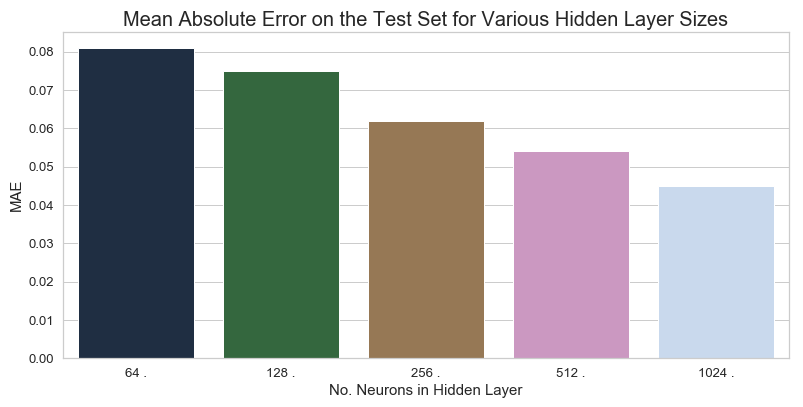 Mean Absolute Error on the Test Set for Various Hidden Layer Sizes
0.08
0.07
0.06
0.05
0.04
0.03
0.02
0.01
0.00
MAE
64 . 128 . 256 . 512 . 1024 .
No. Neurons in Hidden Layer